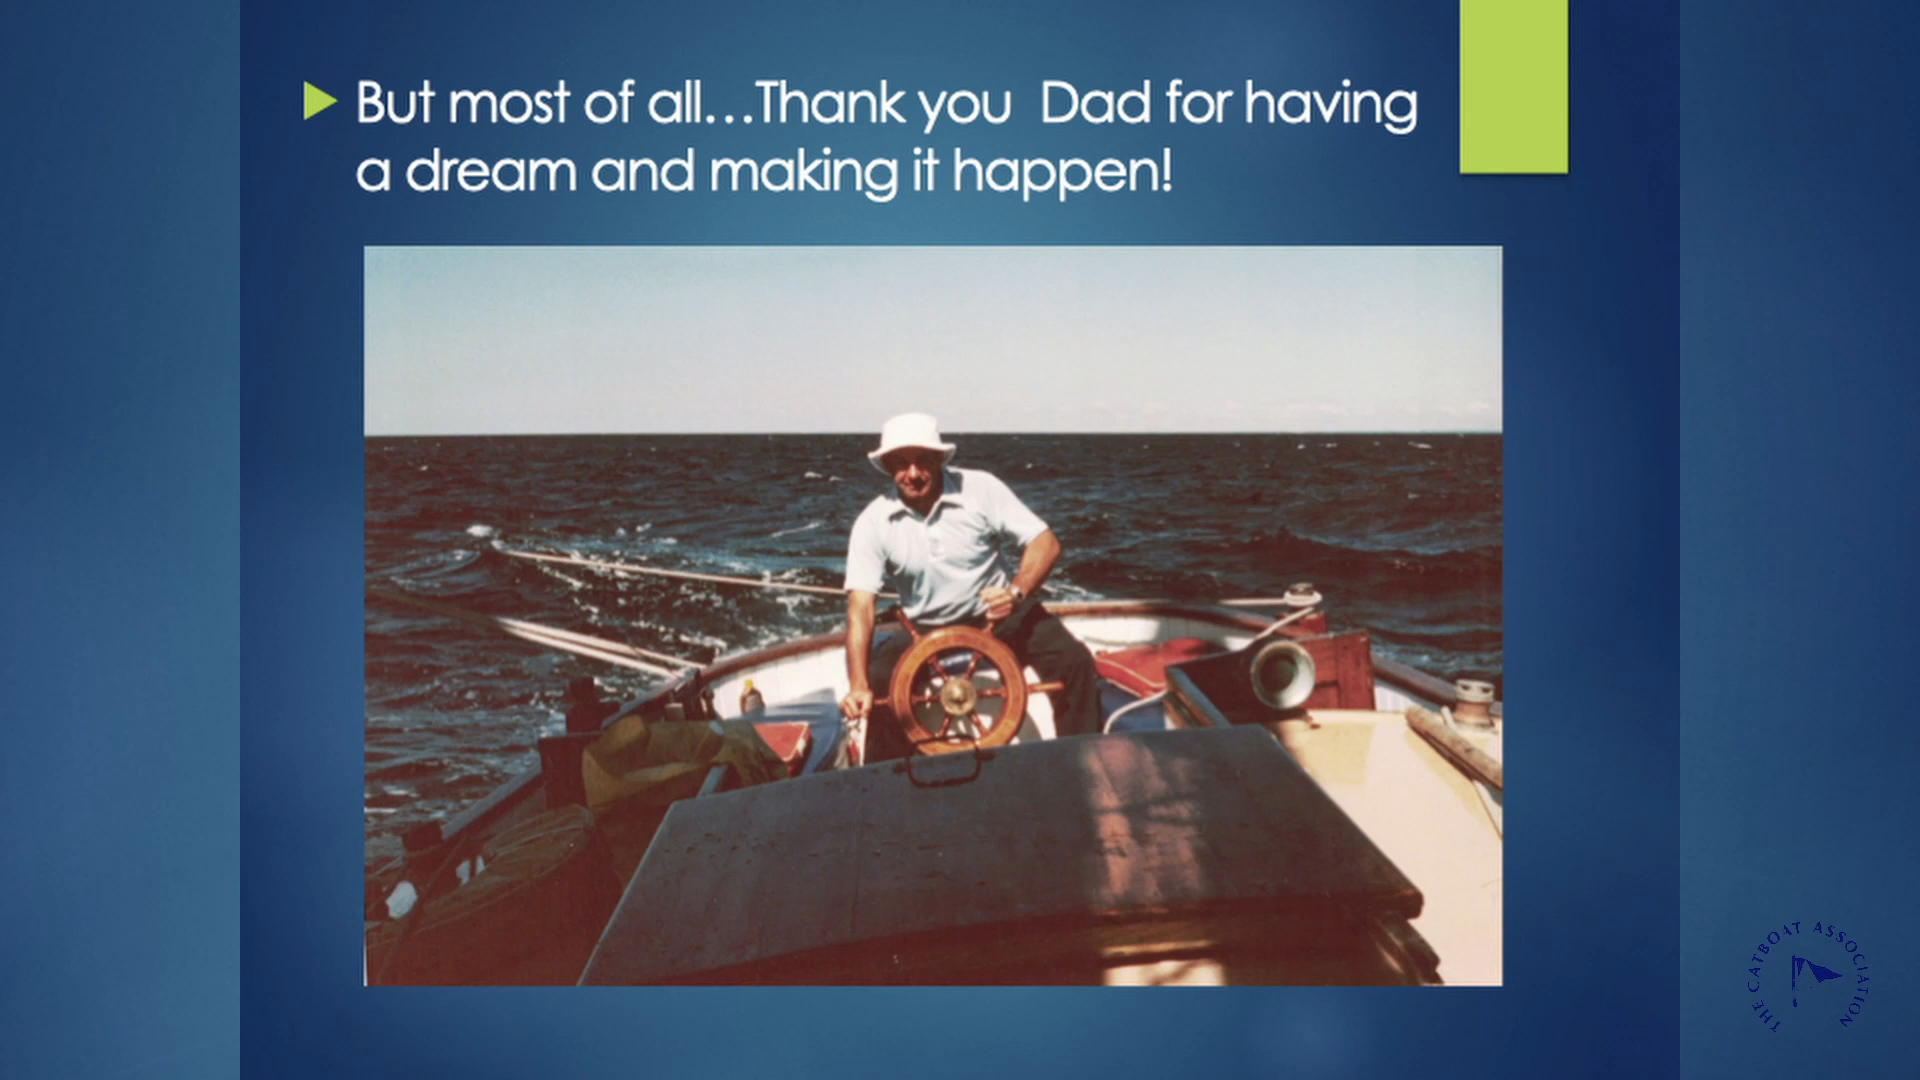 But most of all...Thank you  Dad for having
a dream and making it happen!
THE CATBOAT ASSOCIATION